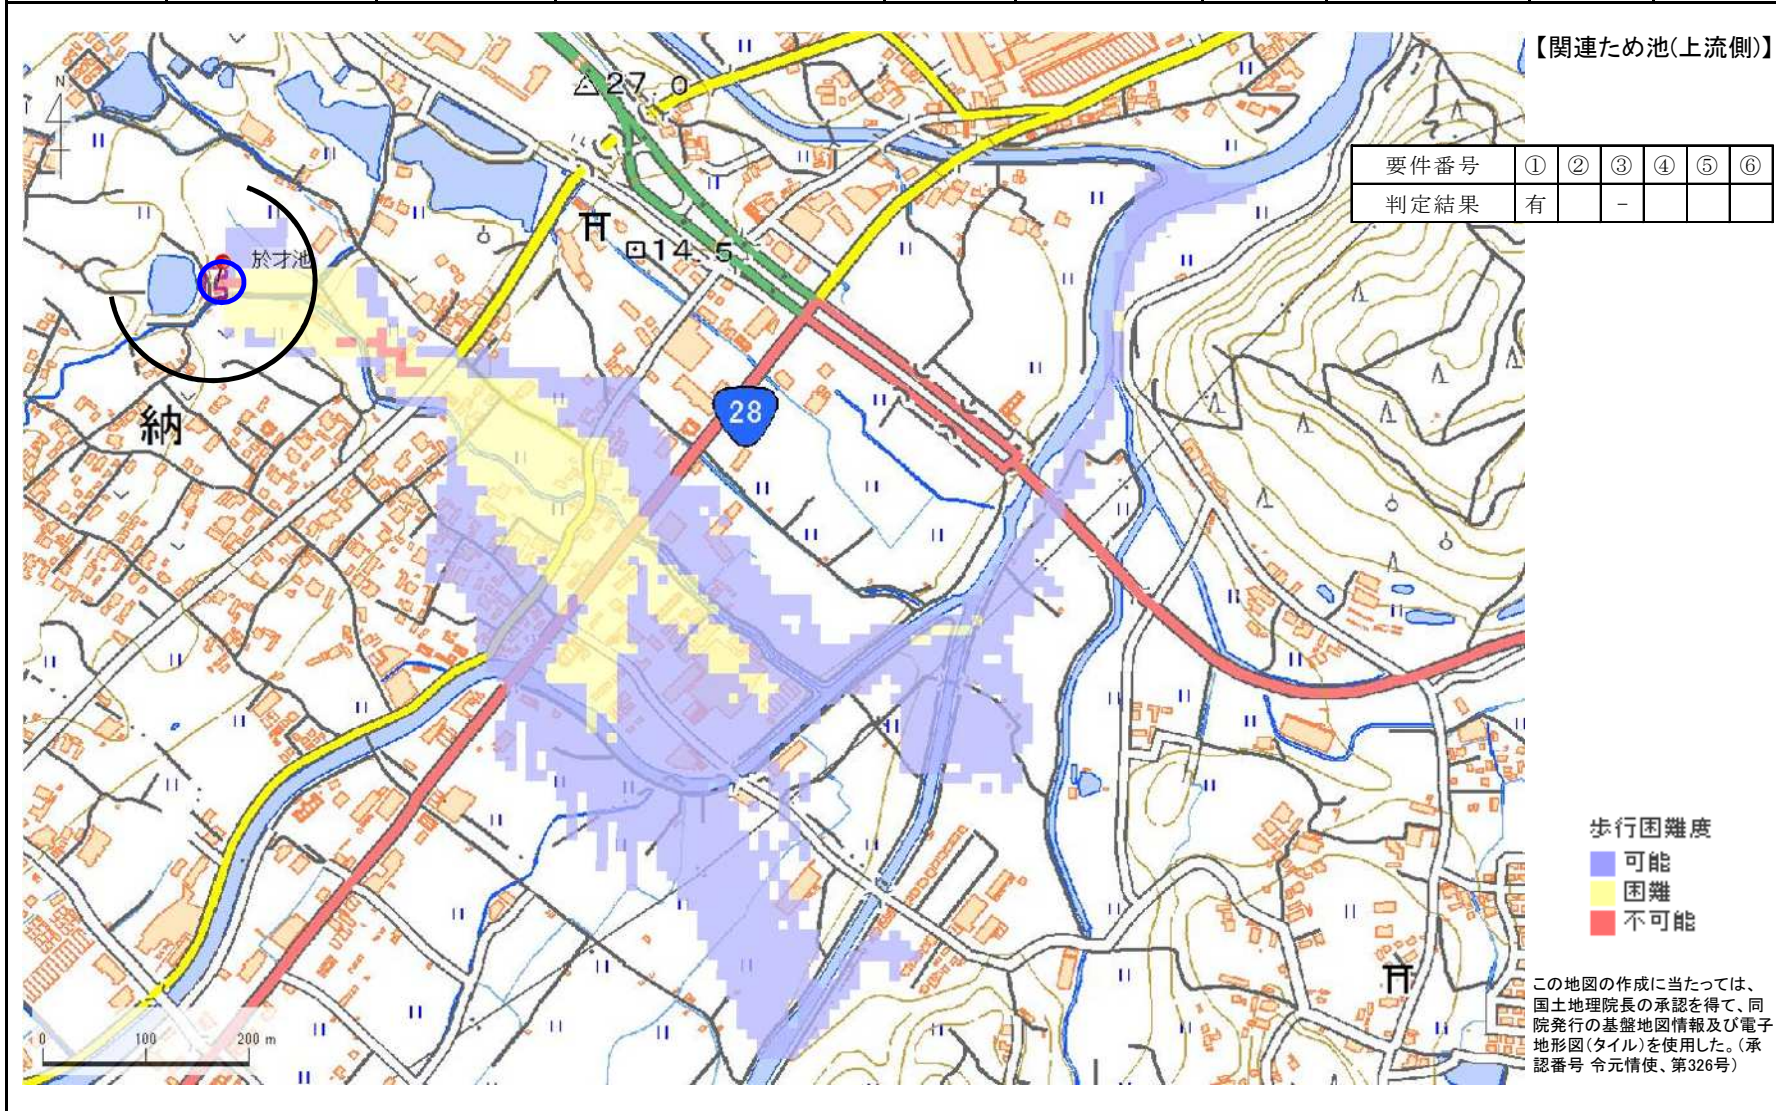 【関連ため池(上流側)】
N
27.0
要件番号 ① ② ③ ④ ⑤ ⑥
判定結果 有 -
於才池
14.5
28
納
歩行困難度
可能
困難
不可能
この地図の作成に当たっては、
国土地理院長の承認を得て、同
院発行の基盤地図情報及び電子
地形図(タイル)を使用した。(承
認番号 令元情使、第326号)
0 100 200 m